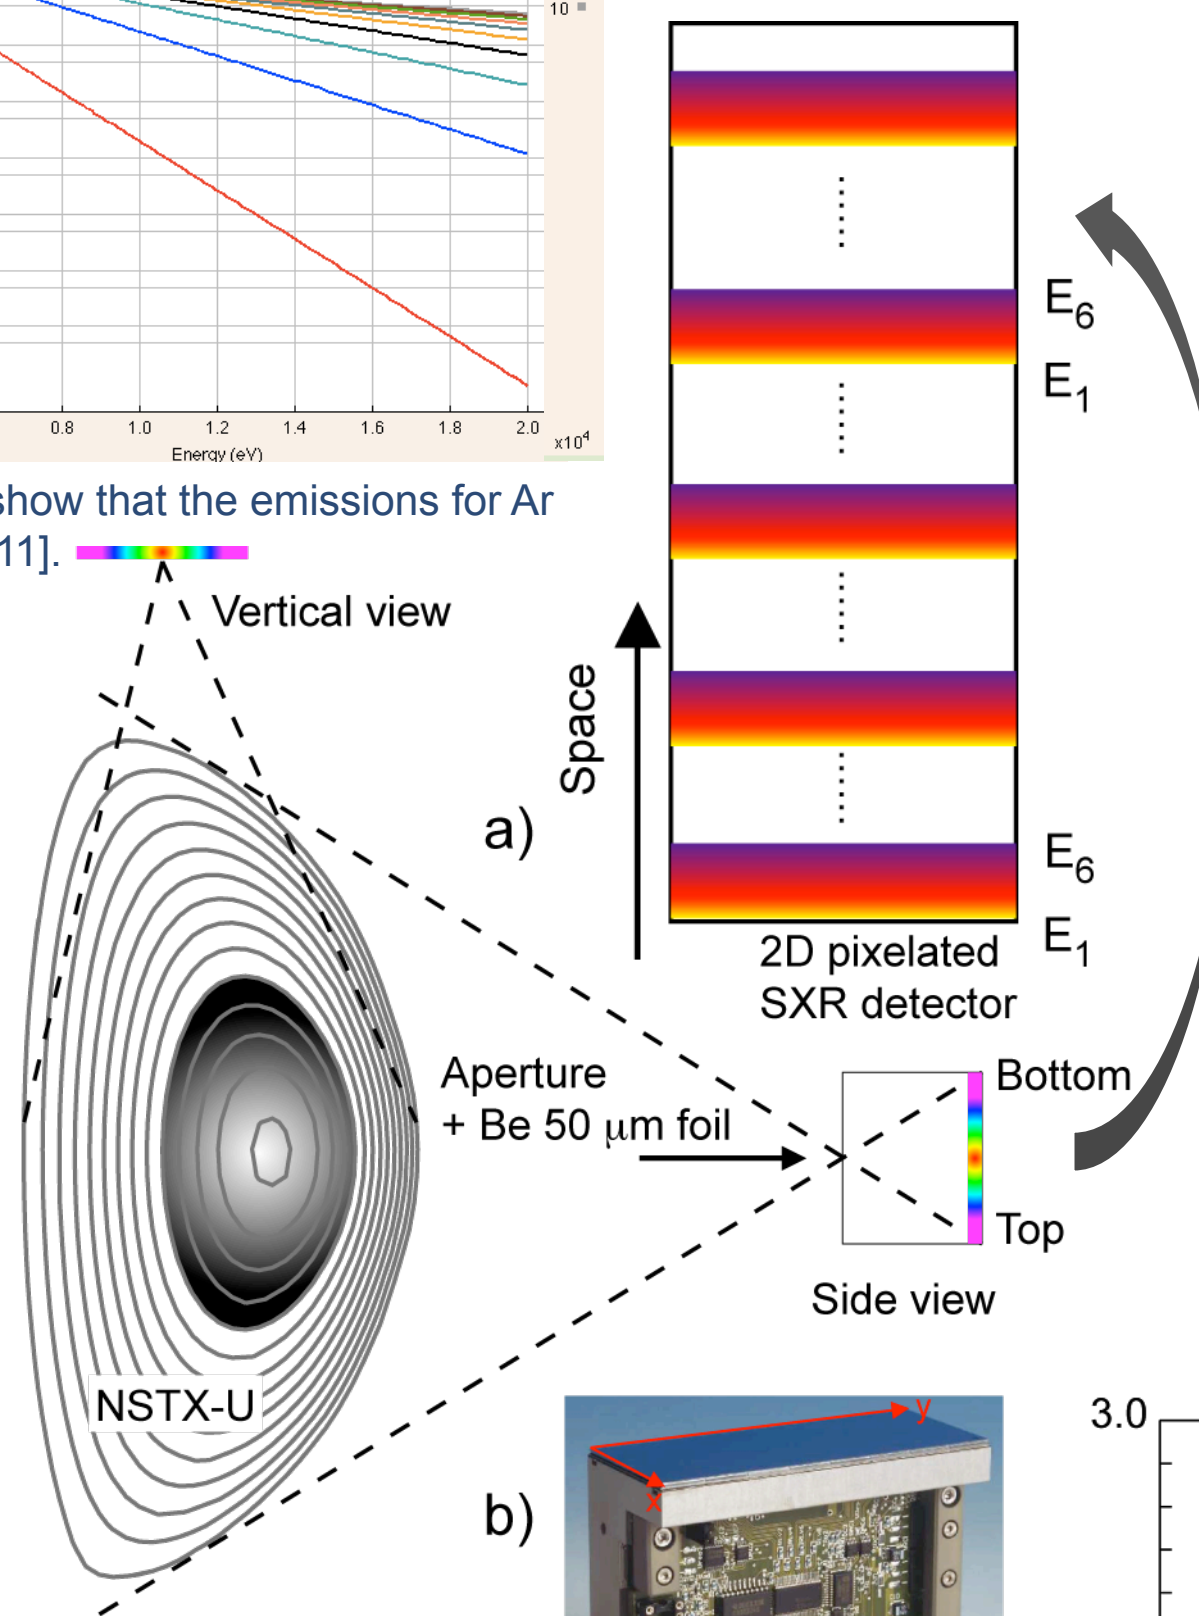 10
0.8 1.0 1.2 1.4 1.6 1.8 2.0
x10⁴
Energy (eV)
show that the emissions for Ar
11].
Vertical view
E₆
E₁
Space
a)
E₆
E₁
2D pixelated
SXR detector
Aperture
+ Be 50 μm foil
Bottom
Top
Side view
NSTX-U
3.0
y
x
b)